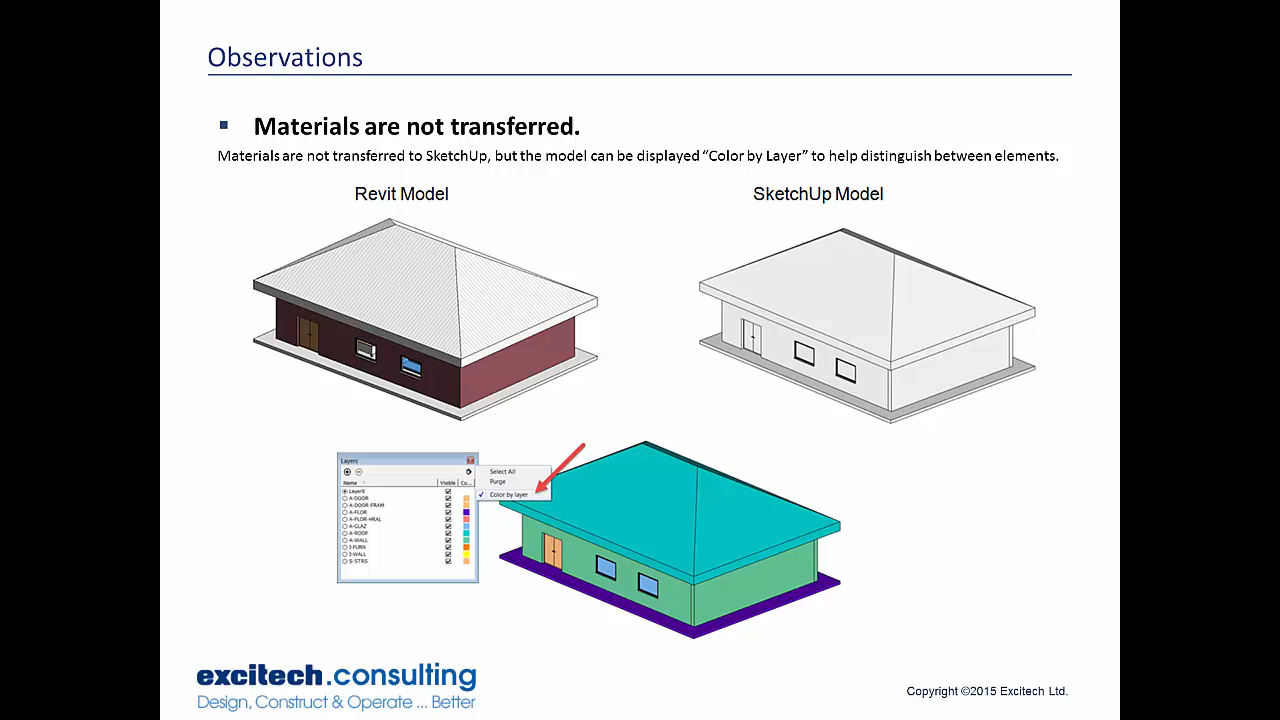 Observations
Materials are not transferred.
Materials are not transferred to SketchUp, but the model can be displayed “Color by Layer” to help distinguish between elements.
Revit Model
SketchUp Model
Layers
Select All
Purge
Color by layer
Name Visible Co...
Layer0
A-DOOR
A-DOOR-FRAM
A-FLOR
A-FLOR-HRAL
A-GLAZ
A-ROOF
A-WALL
I-FURN
I-WALL
S-STRS
excitech.consulting
Design, Construct & Operate ... Better
Copyright ©2015 Excitech Ltd.